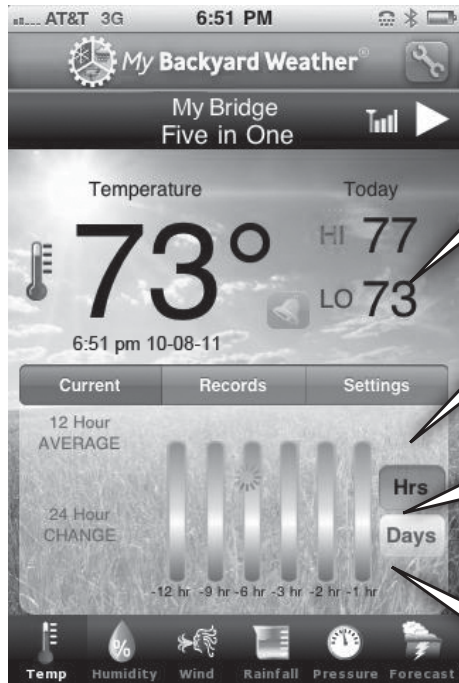 AT&T 3G 6:51 PM
My Backyard Weather®
My Bridge
Five in One
Temperature Today
73° HI 77
LO 73
6:51 pm 10-08-11
Current Records Settings
12 Hour
AVERAGE
Hrs
24 Hour
CHANGE
Days
-12 hr -9 hr -6 hr -3 hr -2 hr -1 hr
%
Temp Humidity Wind Rainfall Pressure Forecast